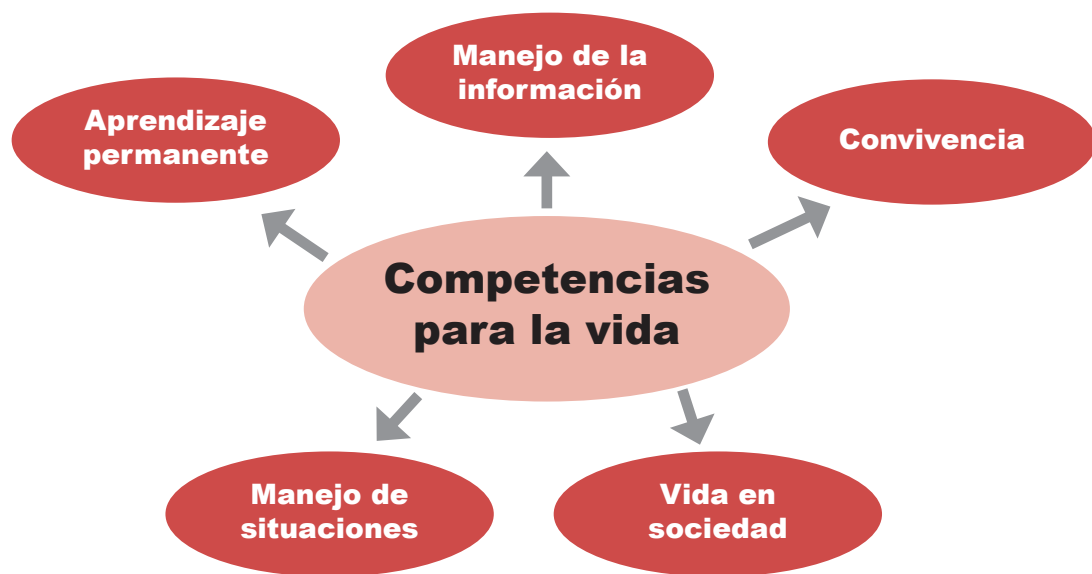 Manejo de la
información
Aprendizaje
permanente
Convivencia
Competencias
para la vida
Manejo de
situaciones
Vida en
sociedad